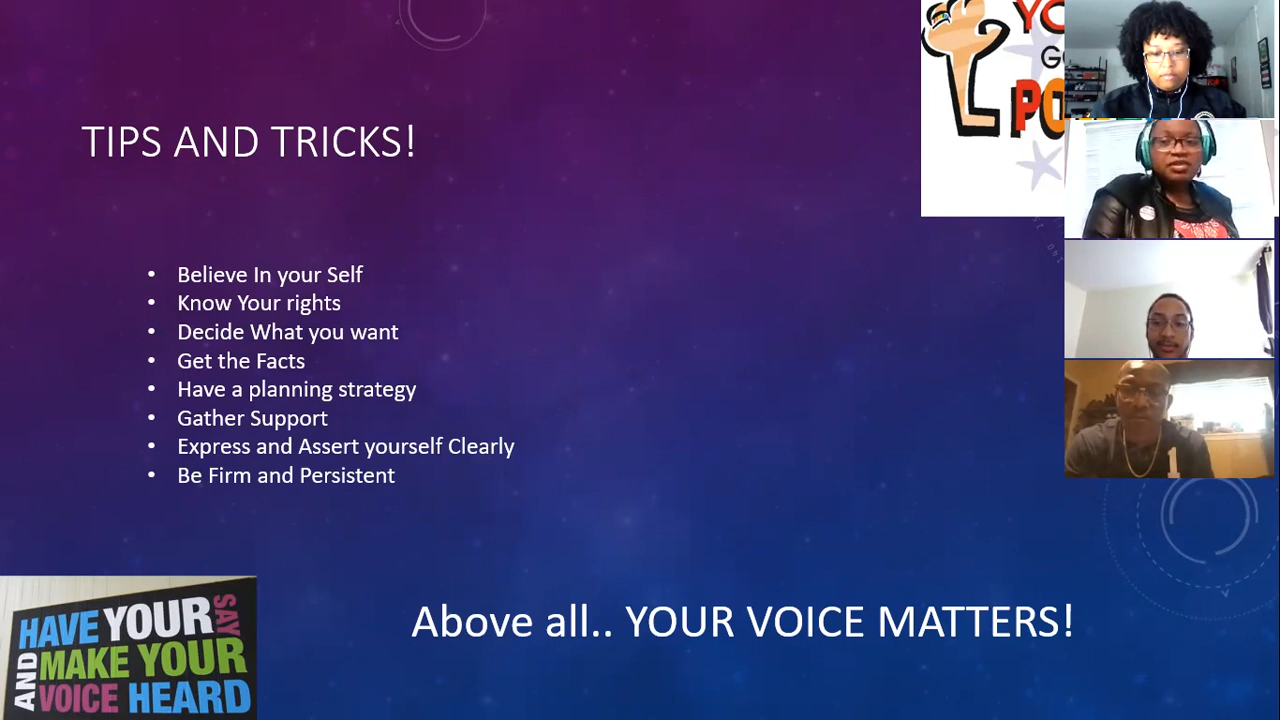 TIPS AND TRICKS!
• Believe In your Self
• Know Your rights
• Decide What you want
• Get the Facts
• Have a planning strategy
• Gather Support
• Express and Assert yourself Clearly
• Be Firm and Persistent
Above all.. YOUR VOICE MATTERS!
HAVE YOUR SAY
AND MAKE YOUR
VOICE HEARD
1